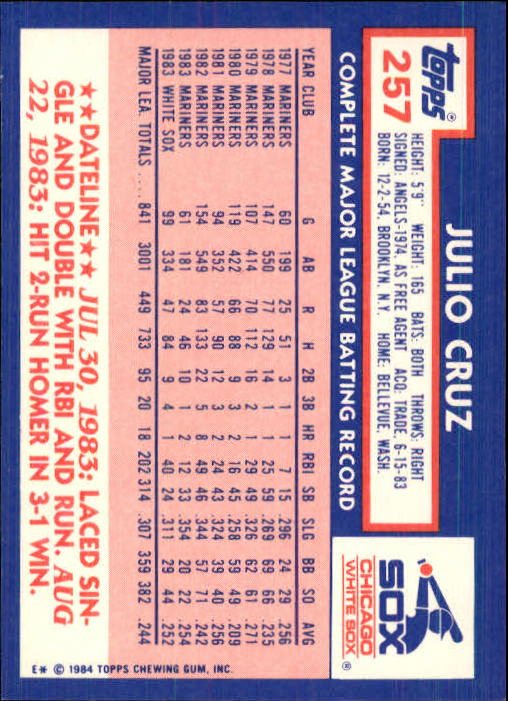 topps®
257
JULIO CRUZ
HEIGHT: 5'9" WEIGHT: 165 BATS: BOTH THROWS: RIGHT
SIGNED: ANGELS-1974, AS FREE AGENT ACQ: TRADE, 6-15-83
BORN: 12-2-54, BROOKLYN, N.Y. HOME: BELLEVUE, WASH.
SOX
CHICAGO
WHITE SOX®
COMPLETE MAJOR LEAGUE BATTING RECORD
YEAR CLUB G AB R H 2B 3B HR RBI SB SLG BB SO AVG
1977 MARINERS 60 199 25 51 3 1 1 7 15 .296 24 29 .256
1978 MARINERS 147 550 77 129 14 1 1 25 59 .269 69 66 .235
1979 MARINERS 107 414 70 112 16 2 1 29 49 .326 62 61 .271
1980 MARINERS 119 422 66 88 9 3 2 16 45 .258 59 49 .209
1981 MARINERS 94 352 57 90 12 3 2 24 43 .324 39 40 .256
1982 MARINERS 154 549 83 133 22 5 8 49 46 .344 57 71 .242
1983 MARINERS 61 181 24 46 10 1 2 12 33 .354 20 22 .254
1983 WHITE SOX 99 334 47 84 9 4 1 40 24 .311 29 44 .252
MAJOR LEA. TOTALS ..... 841 3001 449 733 95 20 18 202 314 .307 359 382 .244
★★DATELINE★★ JUL 30, 1983: LACED SIN-
GLE AND DOUBLE WITH RBI AND RUN. AUG
22, 1983: HIT 2-RUN HOMER IN 3-1 WIN.
E* © 1984 TOPPS CHEWING GUM, INC.